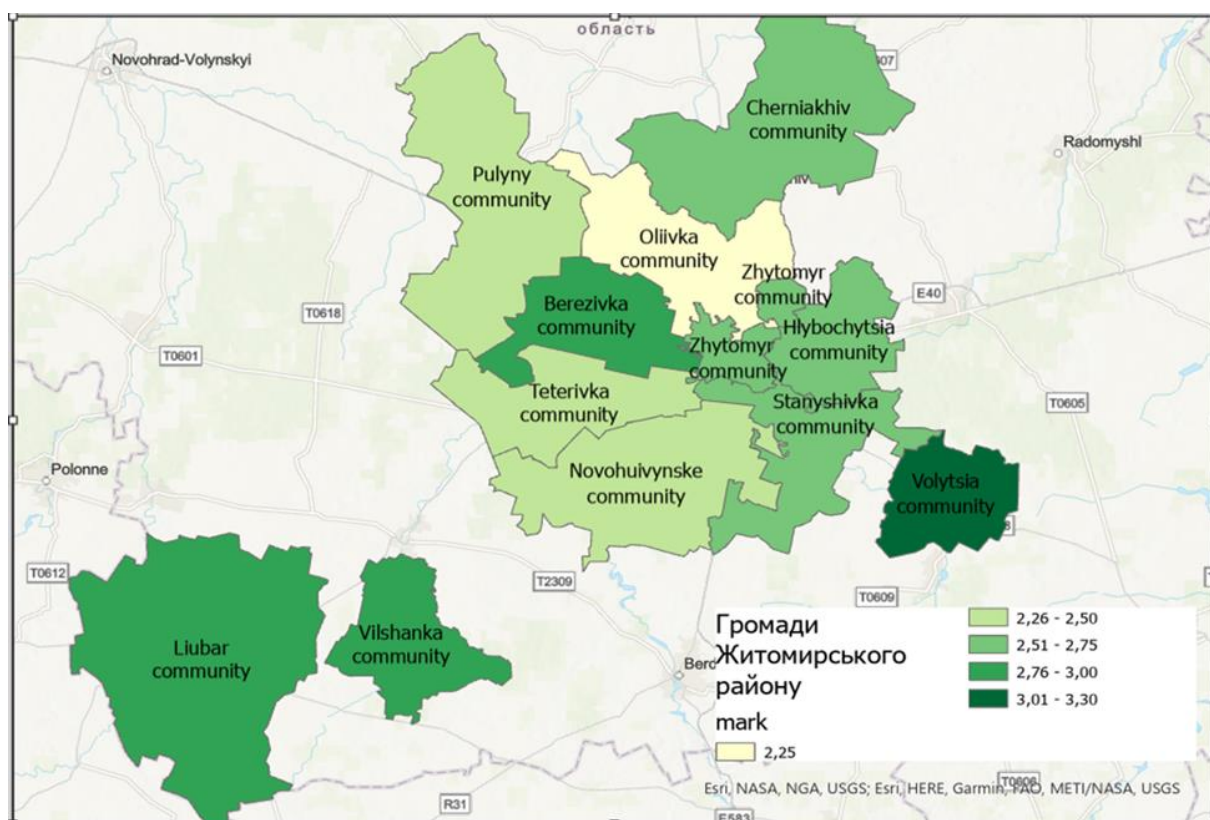 область
Novohrad-Volynskyi
Cherniakhiv
community
Radomyshl
Pulyny
community
Oliivka
community
Zhytomyr
community
E40
Berezivka
community
T0618
Hlybochytsia
community
T0601
Zhytomyr
community
Teterivka
community
Stanyshivka
community
T0605
Polonne
Novohuivynske
community
Volytsia
community
T0612
T2309
T0609
Liubar
community
Vilshanka
community
Громади
Житомирського
району
mark
2,25
2,26 - 2,50
2,51 - 2,75
2,76 - 3,00
3,01 - 3,30
T0606
Esri, NASA, NGA, USGS; Esri, HERE, Garmin, FAO, METI/NASA, USGS
R31
E583